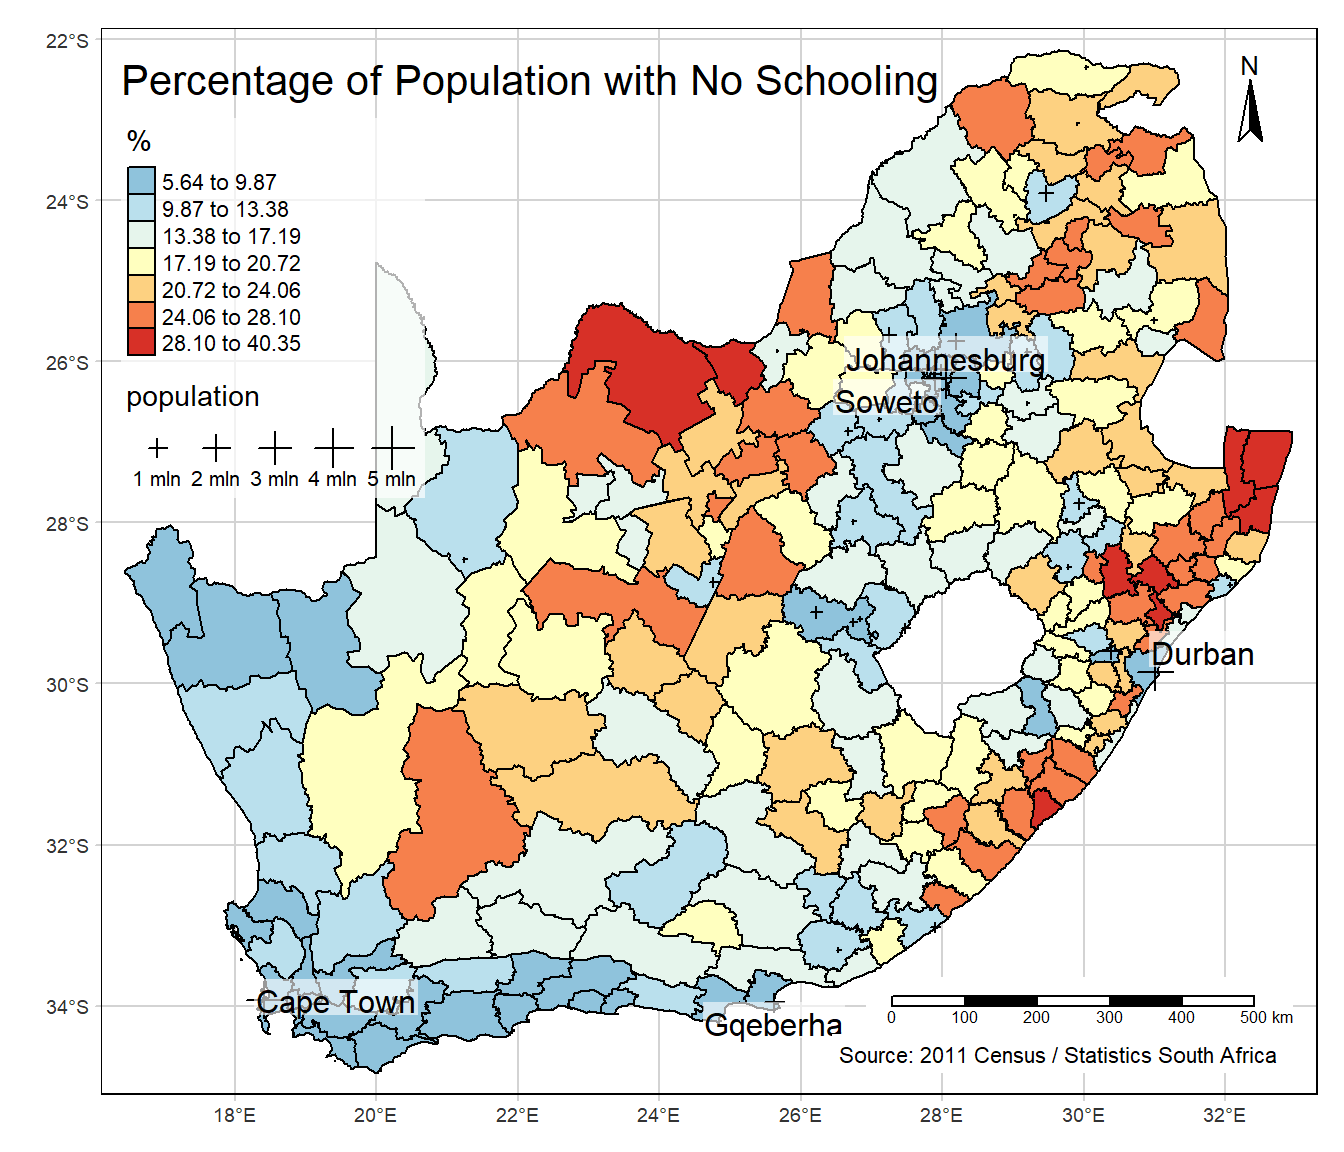 22°S
Percentage of Population with No Schooling
N
%
5.64 to 9.87
9.87 to 13.38
13.38 to 17.19
17.19 to 20.72
20.72 to 24.06
24.06 to 28.10
28.10 to 40.35
24°S
26°S
Johannesburg
Soweto
population
1 mln 2 mln 3 mln 4 mln 5 mln
28°S
Durban
30°S
32°S
34°S
Cape Town
Gqeberha
0 100 200 300 400 500 km
Source: 2011 Census / Statistics South Africa
18°E 20°E 22°E 24°E 26°E 28°E 30°E 32°E